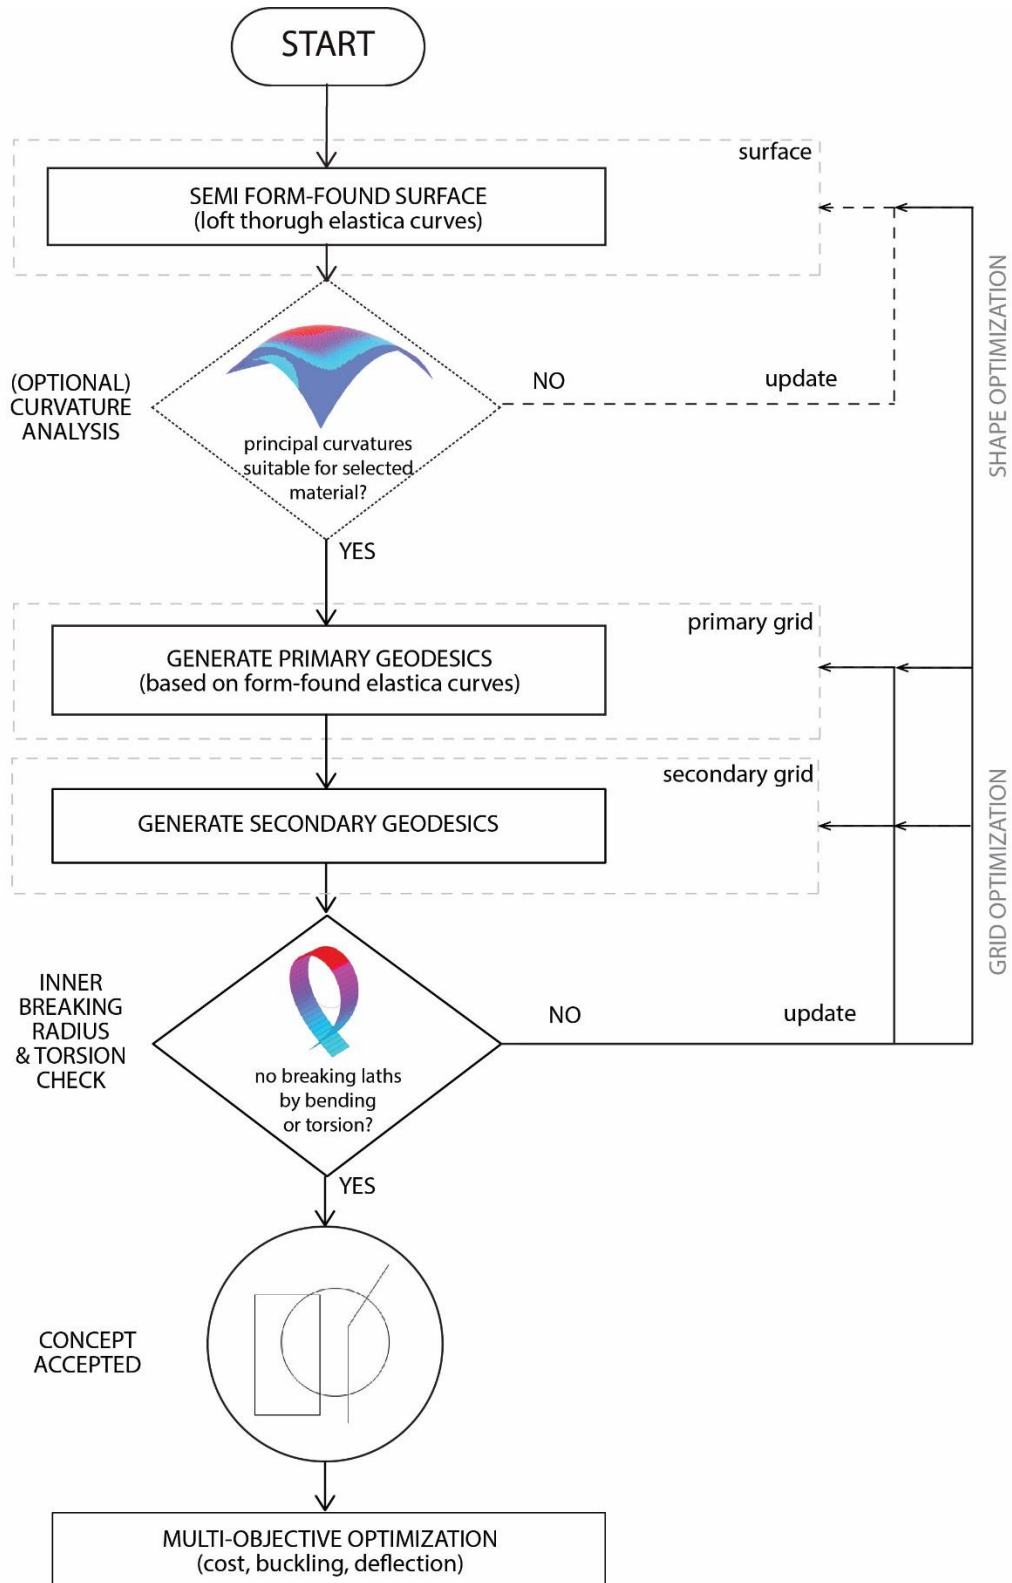 START
surface
SEMI FORM-FOUND SURFACE
(loft thorugh elastica curves)
(OPTIONAL)
CURVATURE
ANALYSIS
principal curvatures
suitable for selected
material?
NO
update
SHAPE OPTIMIZATION
YES
primary grid
GENERATE PRIMARY GEODESICS
(based on form-found elastica curves)
secondary grid
GENERATE SECONDARY GEODESICS
GRID OPTIMIZATION
INNER
BREAKING
RADIUS
& TORSION
CHECK
no breaking laths
by bending
or torsion?
NO
update
YES
CONCEPT
ACCEPTED
MULTI-OBJECTIVE OPTIMIZATION
(cost, buckling, deflection)